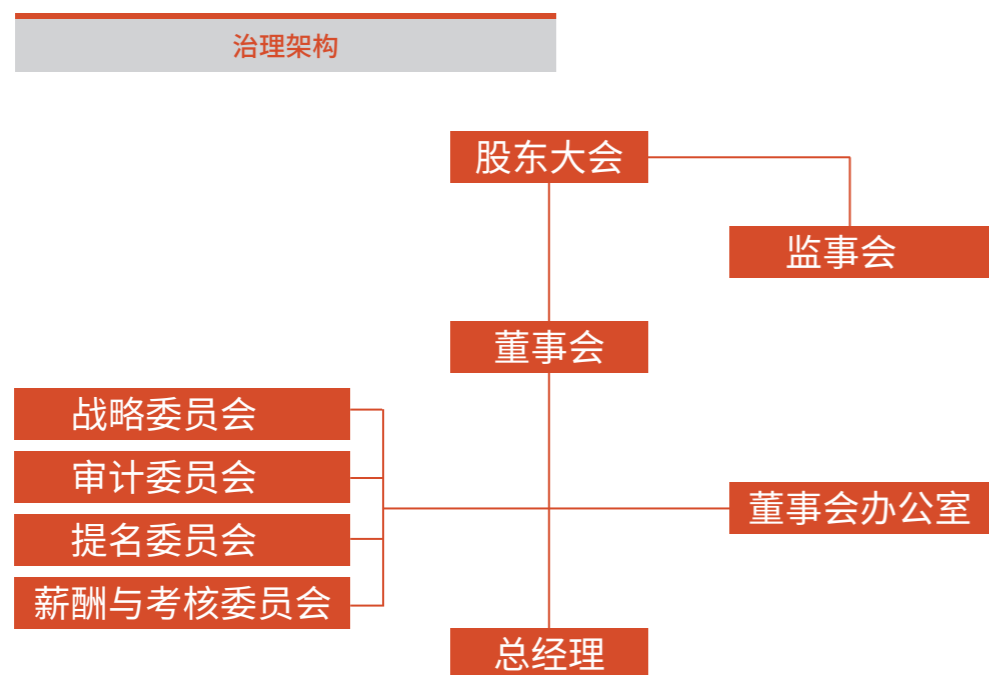 治理架构
股东大会
监事会
董事会
战略委员会
审计委员会
提名委员会
薪酬与考核委员会
董事会办公室
总经理